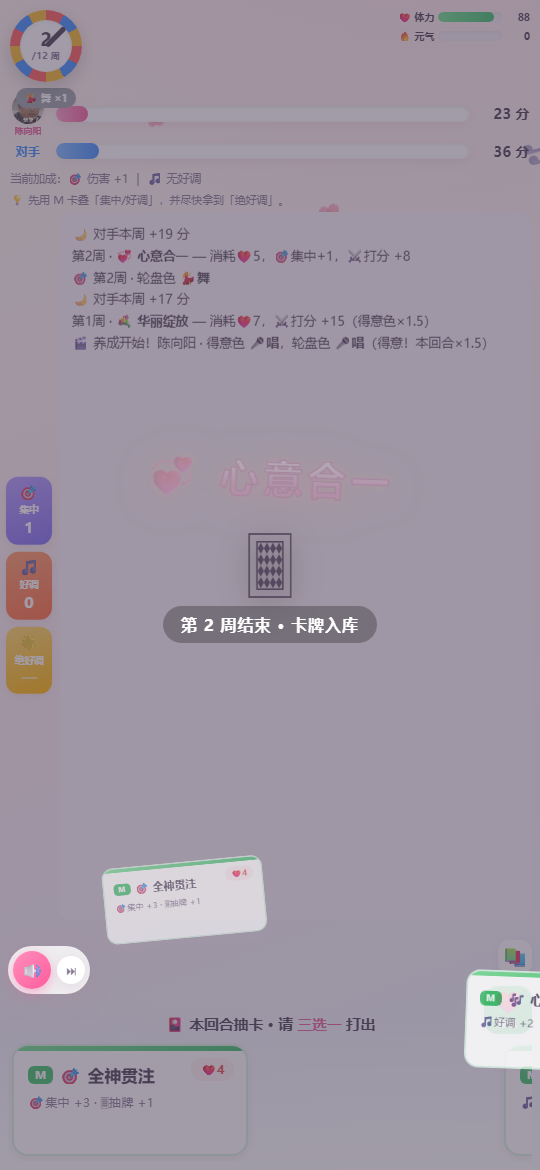 2
/12 周
体力 88
元气 0
舞 ×1
陈向阳
23 分
对手
36 分
当前加成： 伤害 +1 | 无好调
先用 M 卡叠「集中/好调」，并尽快拿到「绝好调」。
对手本周 +19 分
第2周 · 心意合一 — 消耗 5， 集中+1， 打分 +8
第2周 · 轮盘色 舞
对手本周 +17 分
第1周 · 华丽绽放 — 消耗 7， 打分 +15（得意色×1.5）
养成开始！陈向阳 · 得意色 唱，轮盘色 唱（得意！本回合×1.5）
心意合一
集中
1
好调
0
绝好调
—
第 2 周结束 • 卡牌入库
M 全神贯注 4
集中 +3 · 抽牌 +1
M 心
好调 +2
本回合抽卡 • 请 三选一 打出
M 全神贯注 4
集中 +3 · 抽牌 +1